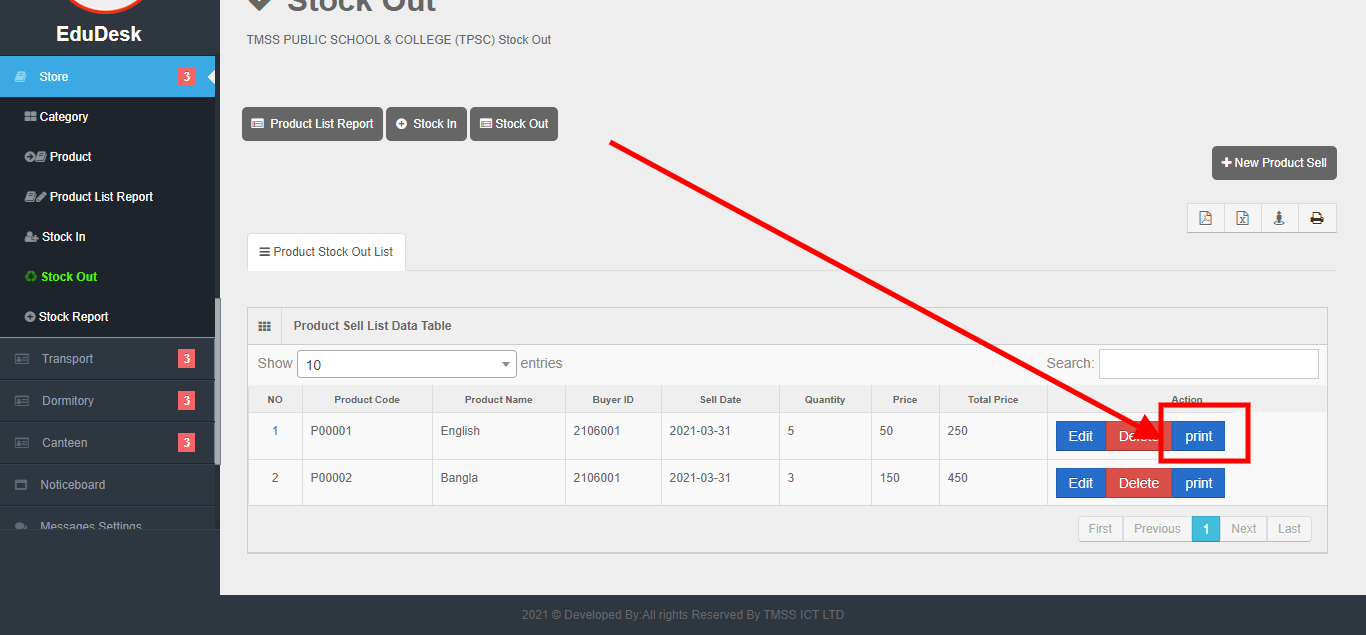 EduDesk
Store 3
Category
Product
Product List Report
Stock In
Stock Out
Stock Report
Transport 3
Dormitory 3
Canteen 3
Noticeboard
Messages Settings
Stock Out
TMSS PUBLIC SCHOOL & COLLEGE (TPSC) Stock Out
Product List Report Stock In Stock Out
New Product Sell
Product Stock Out List
Product Sell List Data Table
Show 10 entries Search:
NO Product Code Product Name Buyer ID Sell Date Quantity Price Total Price Action
1 P00001 English 2106001 2021-03-31 5 50 250 Edit Delete print
2 P00002 Bangla 2106001 2021-03-31 3 150 450 Edit Delete print
First Previous 1 Next Last
2021 © Developed By:All rights Reserved By TMSS ICT LTD